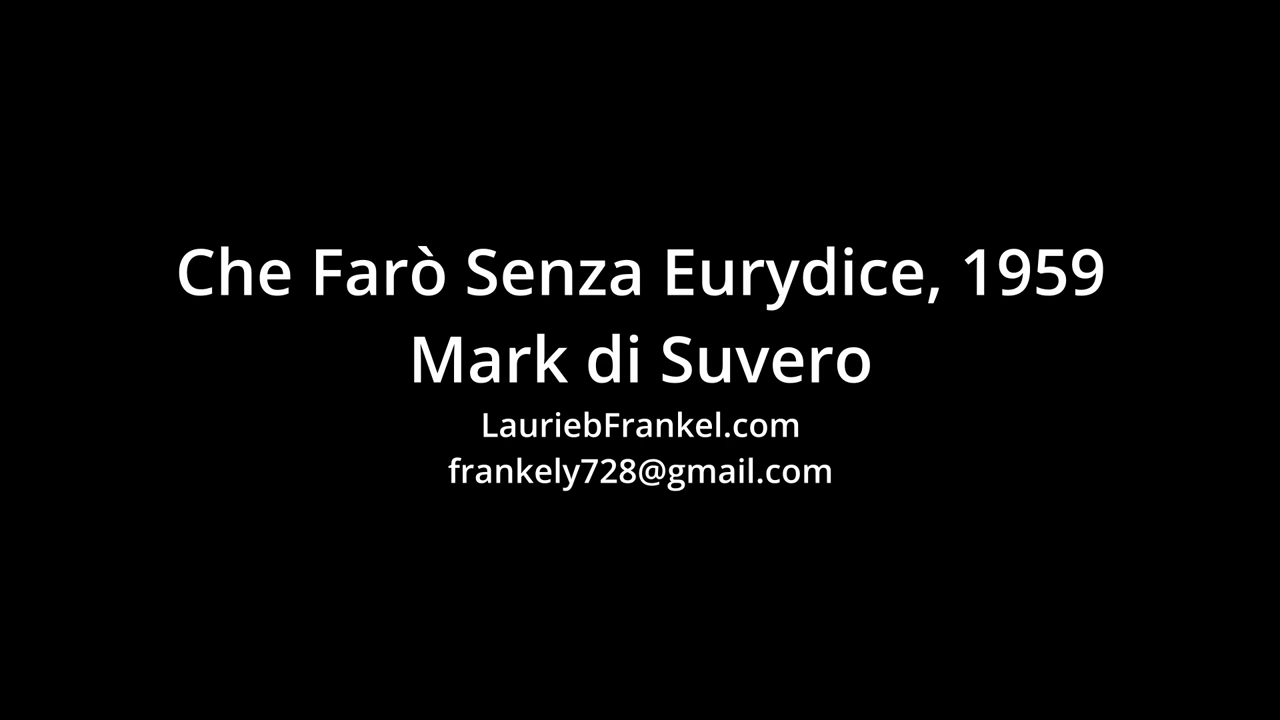 Che Farò Senza Eurydice, 1959
Mark di Suvero
LauriebFrankel.com
frankely728@gmail.com